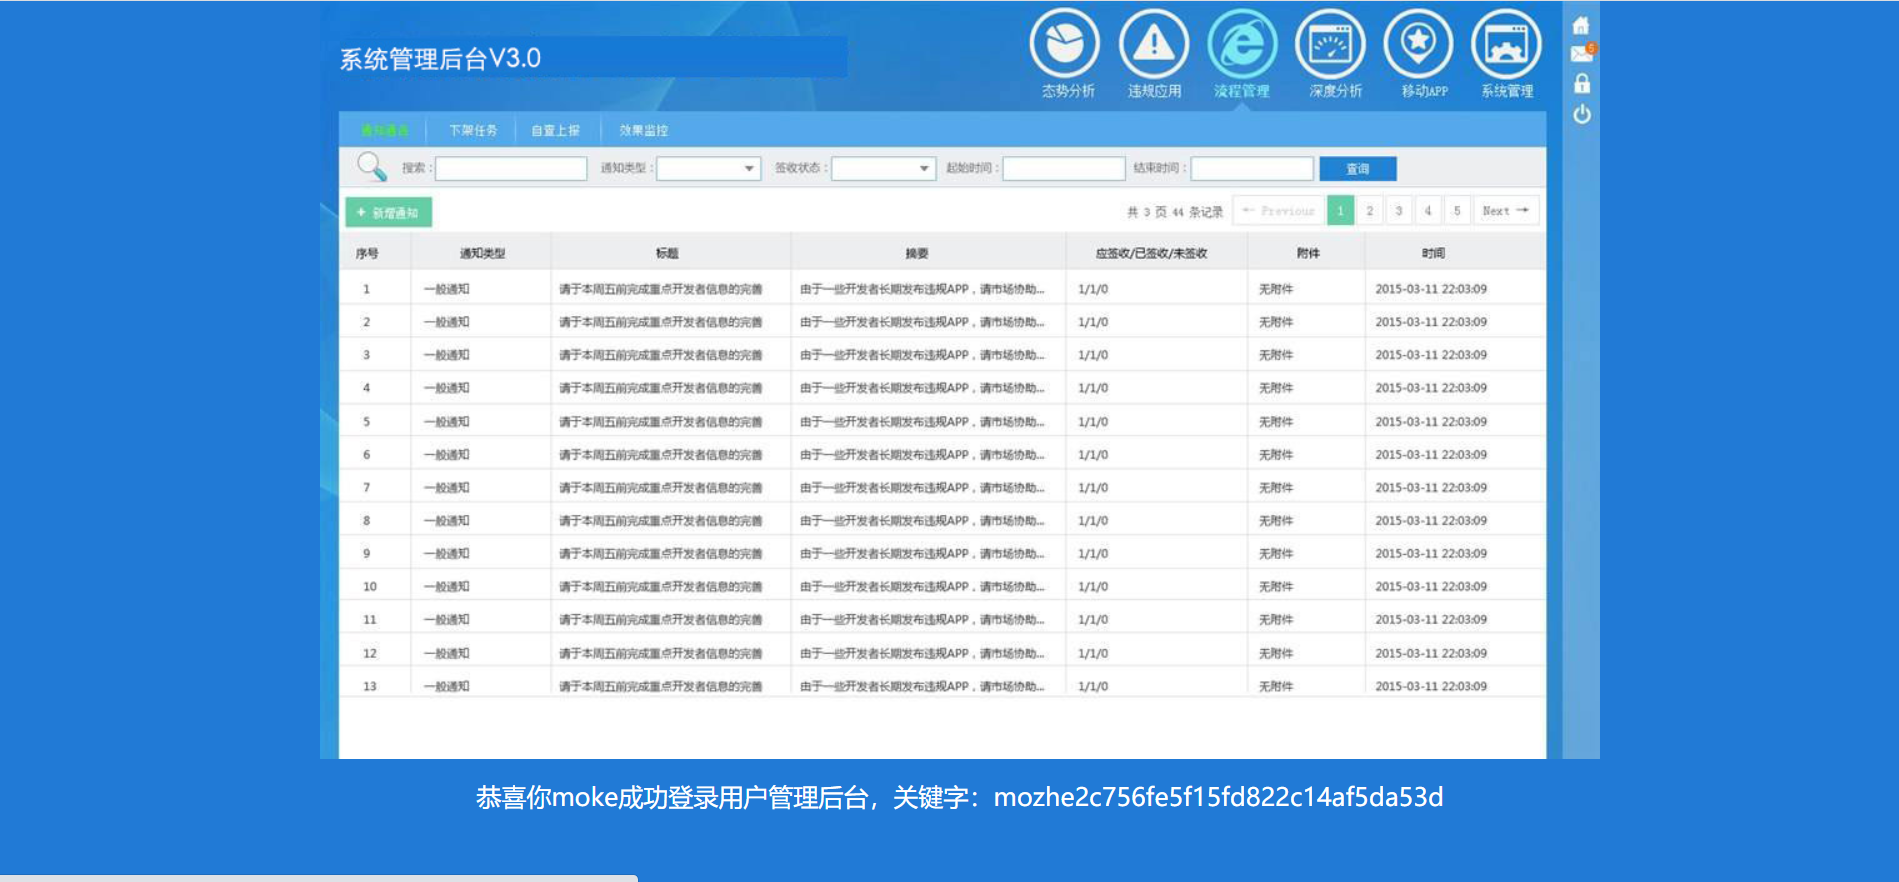 系统管理后台V3.0
态势分析 违规应用 流程管理 深度分析 移动APP 系统管理
5
通知通告 下架任务 自查上报 效果监控
搜索： 通知类型： 签收状态： 起始时间： 结束时间： 查询
+ 新增通知 共 3 页 44 条记录 ← Previous 1 2 3 4 5 Next →
序号 通知类型 标题 摘要 应签收/已签收/未签收 附件 时间
1 一般通知 请于本周五前完成重点开发者信息的完善 由于一些开发者长期发布违规APP，请市场协助... 1/1/0 无附件 2015-03-11 22:03:09
2 一般通知 请于本周五前完成重点开发者信息的完善 由于一些开发者长期发布违规APP，请市场协助... 1/1/0 无附件 2015-03-11 22:03:09
3 一般通知 请于本周五前完成重点开发者信息的完善 由于一些开发者长期发布违规APP，请市场协助... 1/1/0 无附件 2015-03-11 22:03:09
4 一般通知 请于本周五前完成重点开发者信息的完善 由于一些开发者长期发布违规APP，请市场协助... 1/1/0 无附件 2015-03-11 22:03:09
5 一般通知 请于本周五前完成重点开发者信息的完善 由于一些开发者长期发布违规APP，请市场协助... 1/1/0 无附件 2015-03-11 22:03:09
6 一般通知 请于本周五前完成重点开发者信息的完善 由于一些开发者长期发布违规APP，请市场协助... 1/1/0 无附件 2015-03-11 22:03:09
7 一般通知 请于本周五前完成重点开发者信息的完善 由于一些开发者长期发布违规APP，请市场协助... 1/1/0 无附件 2015-03-11 22:03:09
8 一般通知 请于本周五前完成重点开发者信息的完善 由于一些开发者长期发布违规APP，请市场协助... 1/1/0 无附件 2015-03-11 22:03:09
9 一般通知 请于本周五前完成重点开发者信息的完善 由于一些开发者长期发布违规APP，请市场协助... 1/1/0 无附件 2015-03-11 22:03:09
10 一般通知 请于本周五前完成重点开发者信息的完善 由于一些开发者长期发布违规APP，请市场协助... 1/1/0 无附件 2015-03-11 22:03:09
11 一般通知 请于本周五前完成重点开发者信息的完善 由于一些开发者长期发布违规APP，请市场协助... 1/1/0 无附件 2015-03-11 22:03:09
12 一般通知 请于本周五前完成重点开发者信息的完善 由于一些开发者长期发布违规APP，请市场协助... 1/1/0 无附件 2015-03-11 22:03:09
13 一般通知 请于本周五前完成重点开发者信息的完善 由于一些开发者长期发布违规APP，请市场协助... 1/1/0 无附件 2015-03-11 22:03:09
恭喜你moke成功登录用户管理后台，关键字：mozhe2c756fe5f15fd822c14af5da53d